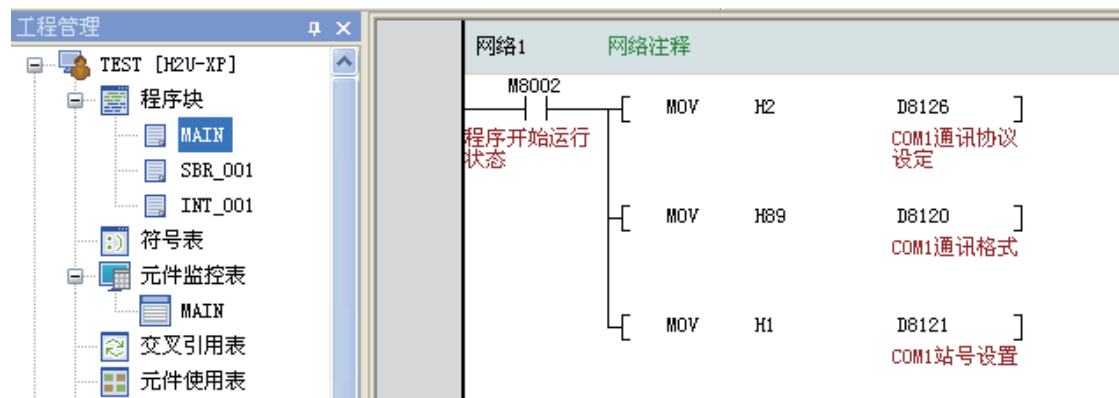 工程管理
TEST [H2U-XP]
程序块
MAIN
SBR_001
INT_001
符号表
元件监控表
MAIN
交叉引用表
元件使用表
网络1 网络注释
M8002
MOV H2 D8126
程序开始运行
状态
COM1通讯协议
设定
MOV H89 D8120
COM1通讯格式
MOV H1 D8121
COM1站号设置